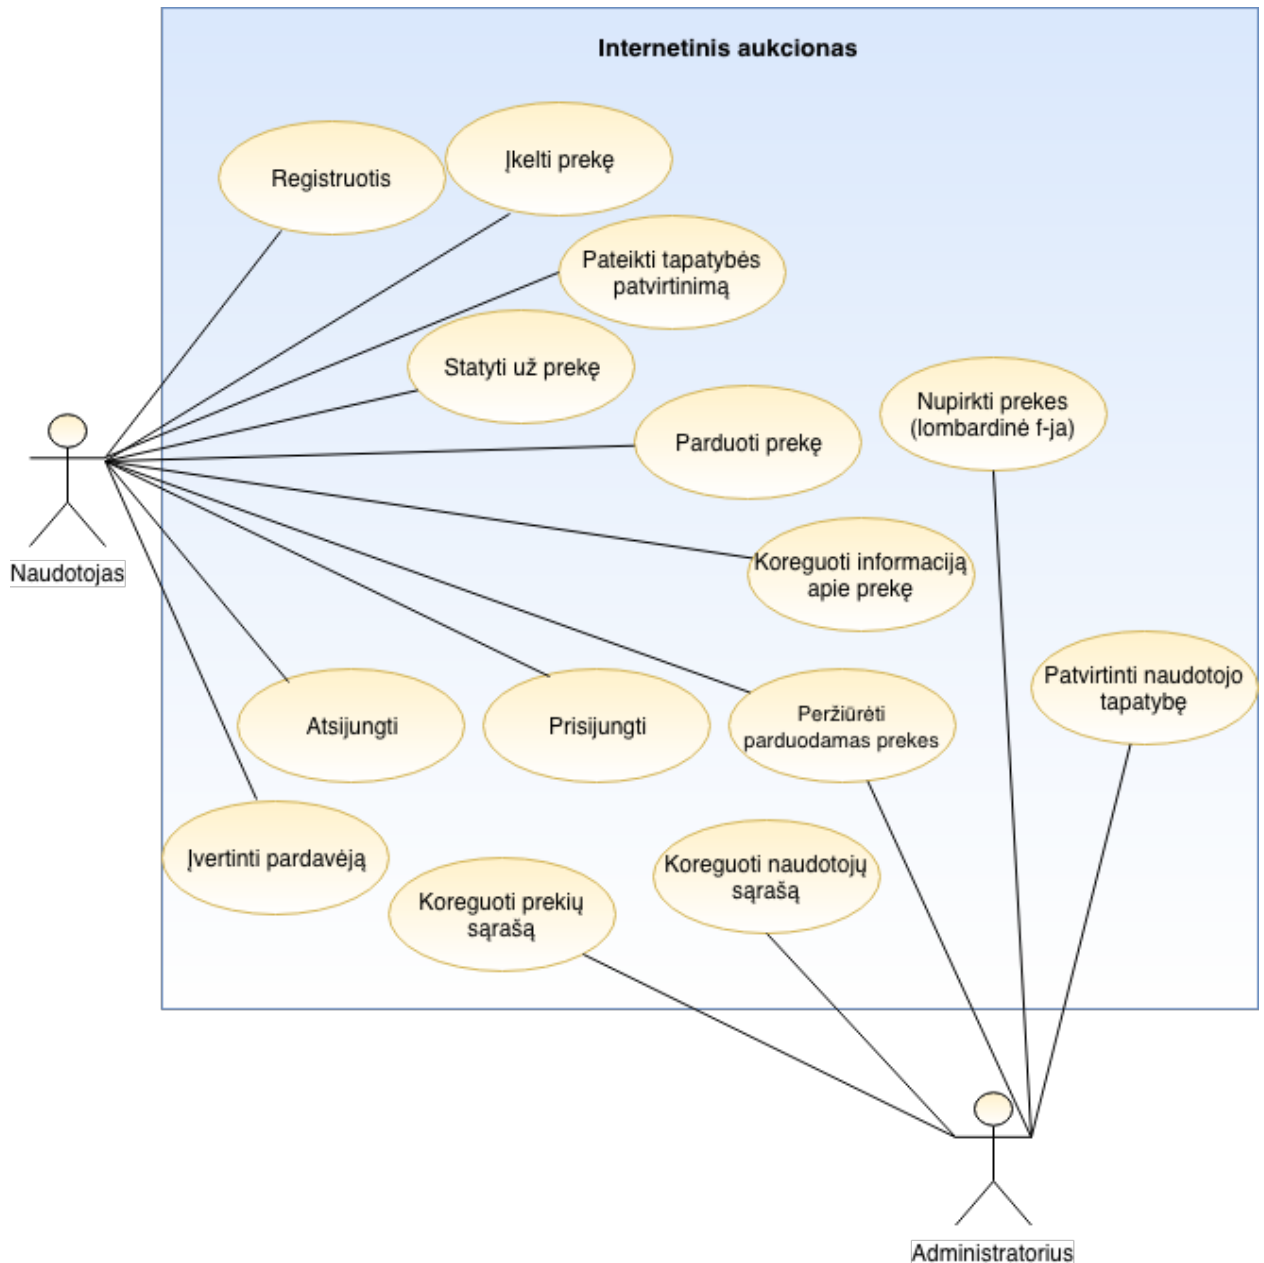 Internetinis aukcionas
Registruotis
Įkelti prekę
Pateikti tapatybės
patvirtinimą
Statyti už prekę
Nupirkti prekes
(lombardinė f-ja)
Parduoti prekę
Koreguoti informaciją
apie prekę
Naudotojas
Patvirtinti naudotojo
tapatybę
Atsijungti
Prisijungti
Peržiūrėti
parduodamas prekes
Įvertinti pardavėją
Koreguoti naudotojų
sąrašą
Koreguoti prekių
sąrašą
Administratorius